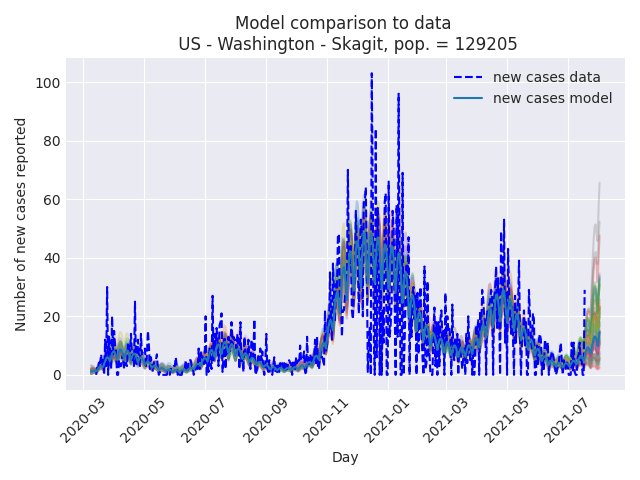 Model comparison to data
US - Washington - Skagit, pop. = 129205
new cases data
new cases model
Number of new cases reported
100
80
60
40
20
0
2020-03
2020-05
2020-07
2020-09
2020-11
2021-01
2021-03
2021-05
2021-07
Day